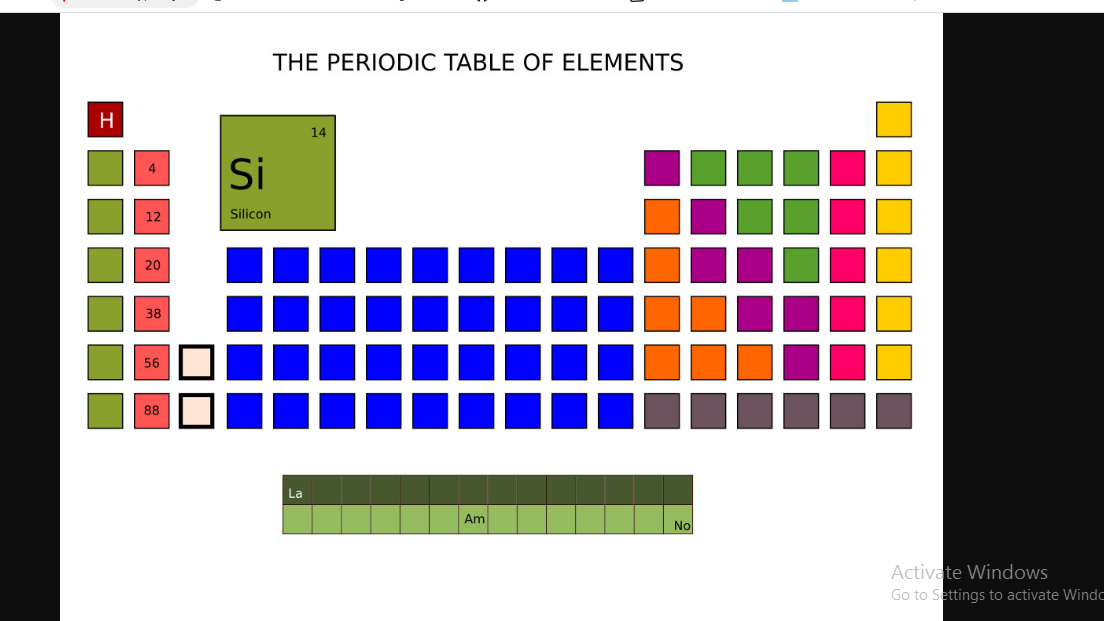 THE PERIODIC TABLE OF ELEMENTS
H
14
Si
Silicon
4
12
20
38
56
88
La
Am
No
Activate Windows
Go to Settings to activate Windo